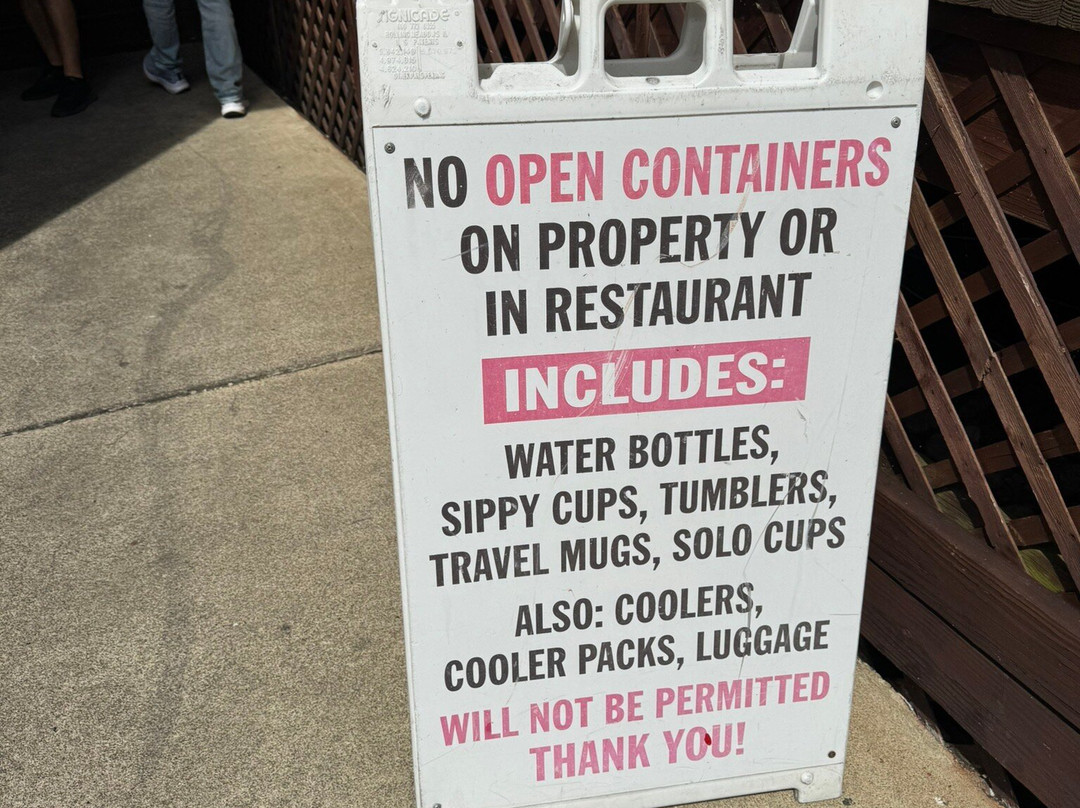 SIGNICADE
NO OPEN CONTAINERS
ON PROPERTY OR
IN RESTAURANT
INCLUDES:
WATER BOTTLES,
SIPPY CUPS, TUMBLERS,
TRAVEL MUGS, SOLO CUPS
ALSO: COOLERS,
COOLER PACKS, LUGGAGE
WILL NOT BE PERMITTED
THANK YOU!